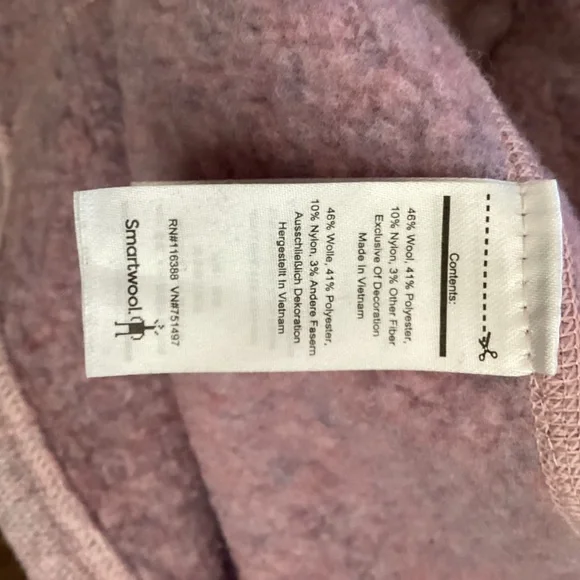 Contents:
46% Wool, 41% Polyester,
10% Nylon, 3% Other Fiber
Exclusive Of Decoration
Made In Vietnam
46% Wolle, 41% Polyester,
10% Nylon, 3% Andere Fasern
Ausschließlich Dekoration
Hergestellt In Vietnam
RN#116388 VN#751497
Smartwool.